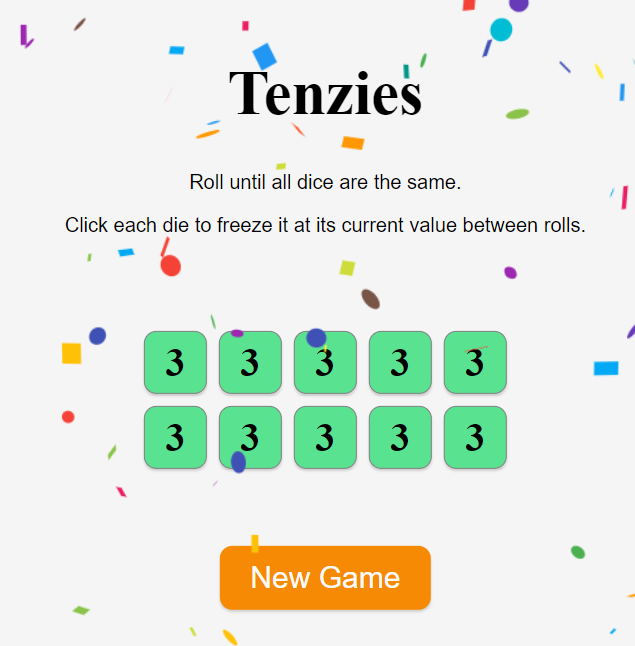 Tenzies
Roll until all dice are the same.
Click each die to freeze it at its current value between rolls.
3 3 3 3 3
3 3 3 3 3
New Game